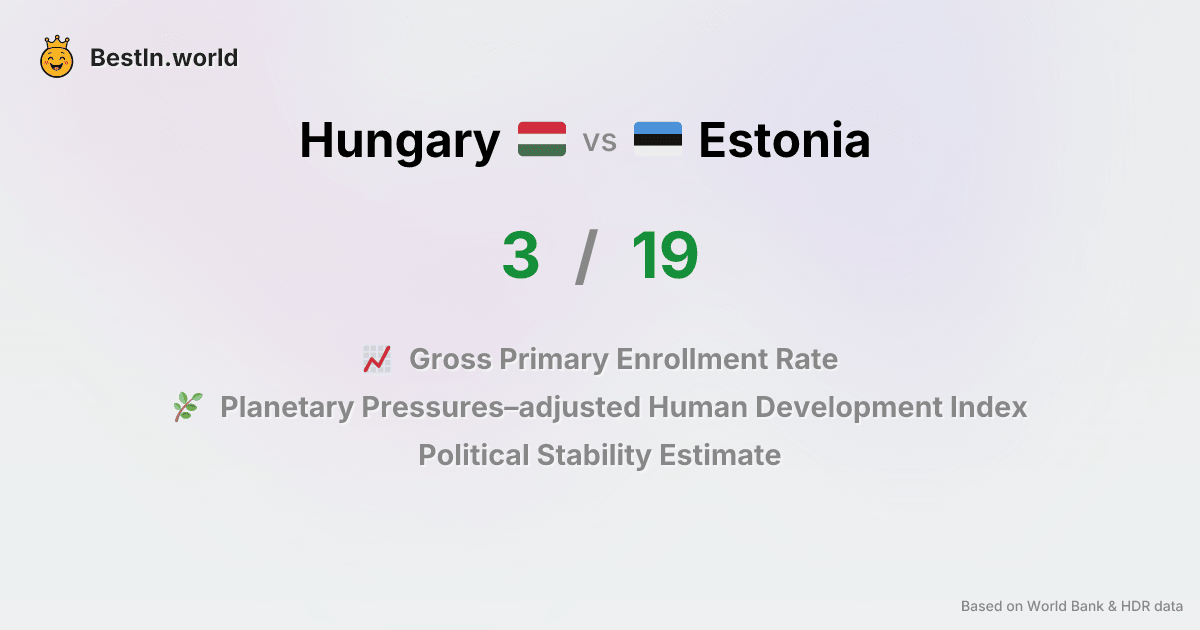 BestIn.world
Hungary vs Estonia
3 / 19
Gross Primary Enrollment Rate
Planetary Pressures–adjusted Human Development Index
Political Stability Estimate
Based on World Bank & HDR data